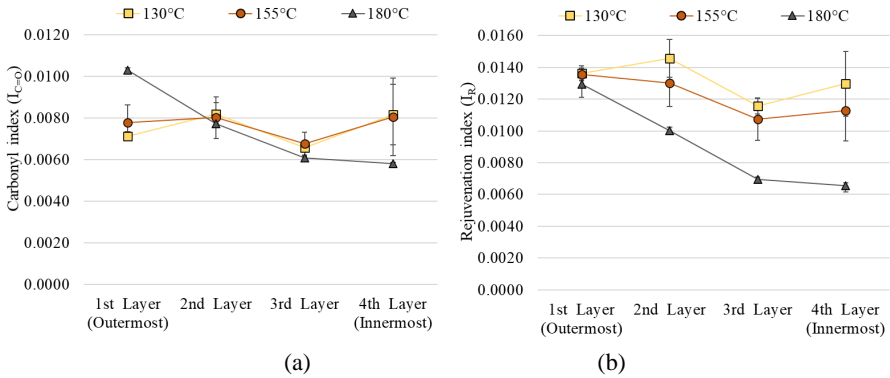 130°C 155°C 180°C
Carbonyl index (I_C=O)
0.0120
0.0100
0.0080
0.0060
0.0040
0.0020
0.0000
1st Layer 2nd Layer 3rd Layer 4th Layer
(Outermost) (Innermost)
(a)
130°C 155°C 180°C
Rejuvenation index (I_R)
0.0160
0.0140
0.0120
0.0100
0.0080
0.0060
0.0040
0.0020
0.0000
1st Layer 2nd Layer 3rd Layer 4th Layer
(Outermost) (Innermost)
(b)